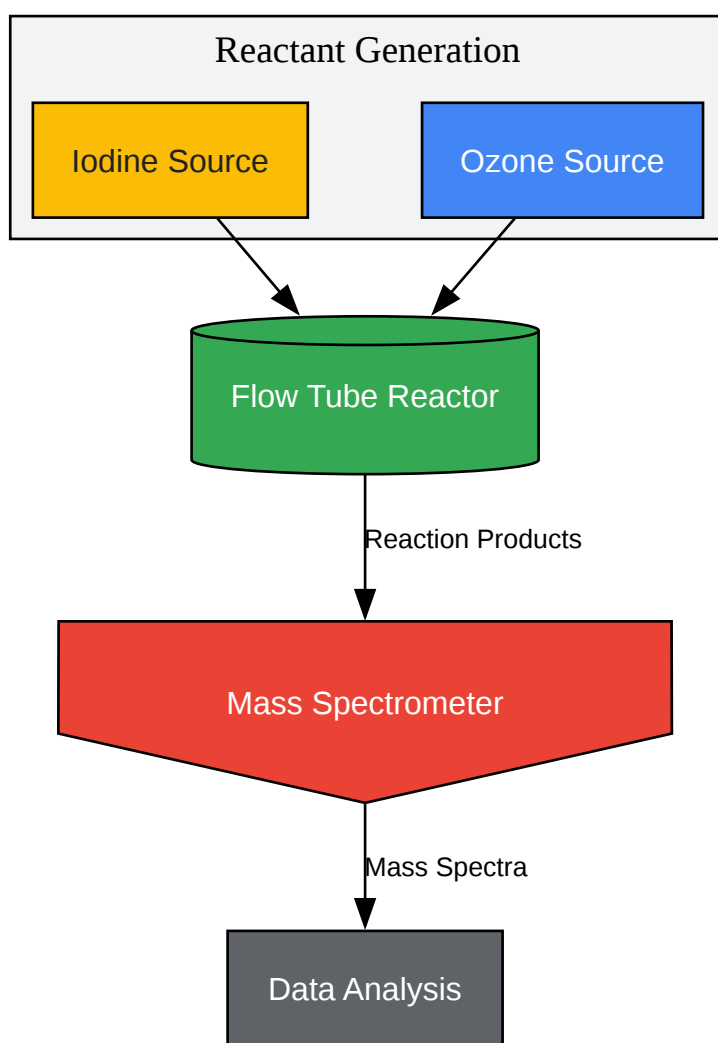 Reactant Generation
Iodine Source
Ozone Source
Flow Tube Reactor
Reaction Products
Mass Spectrometer
Mass Spectra
Data Analysis